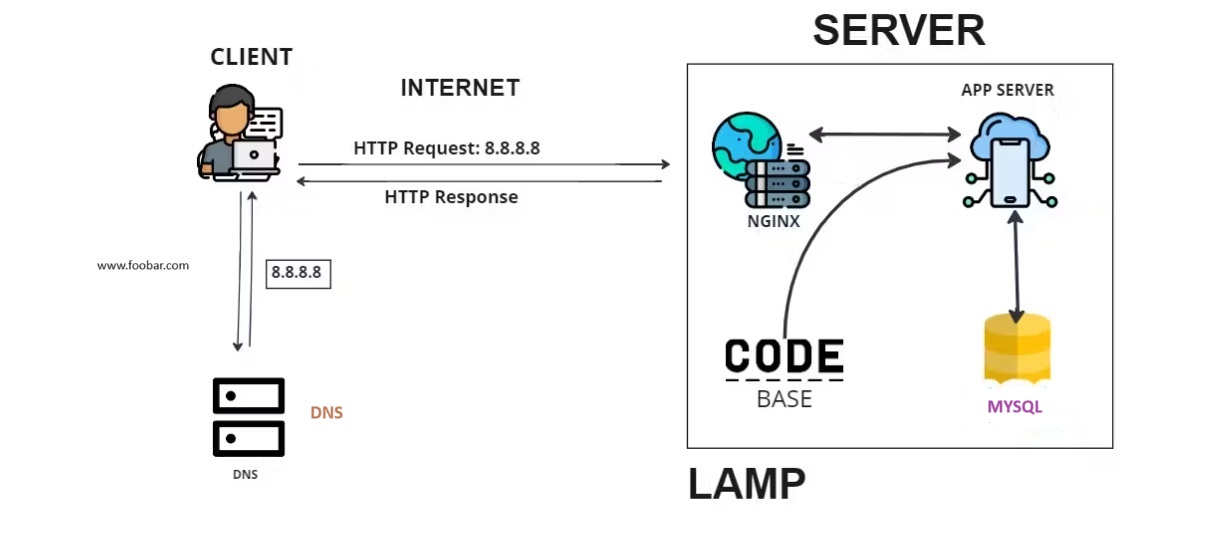 SERVER
CLIENT
INTERNET
APP SERVER
HTTP Request: 8.8.8.8
HTTP Response
NGINX
www.foobar.com
8.8.8.8
CODE
BASE
MYSQL
DNS
DNS
LAMP